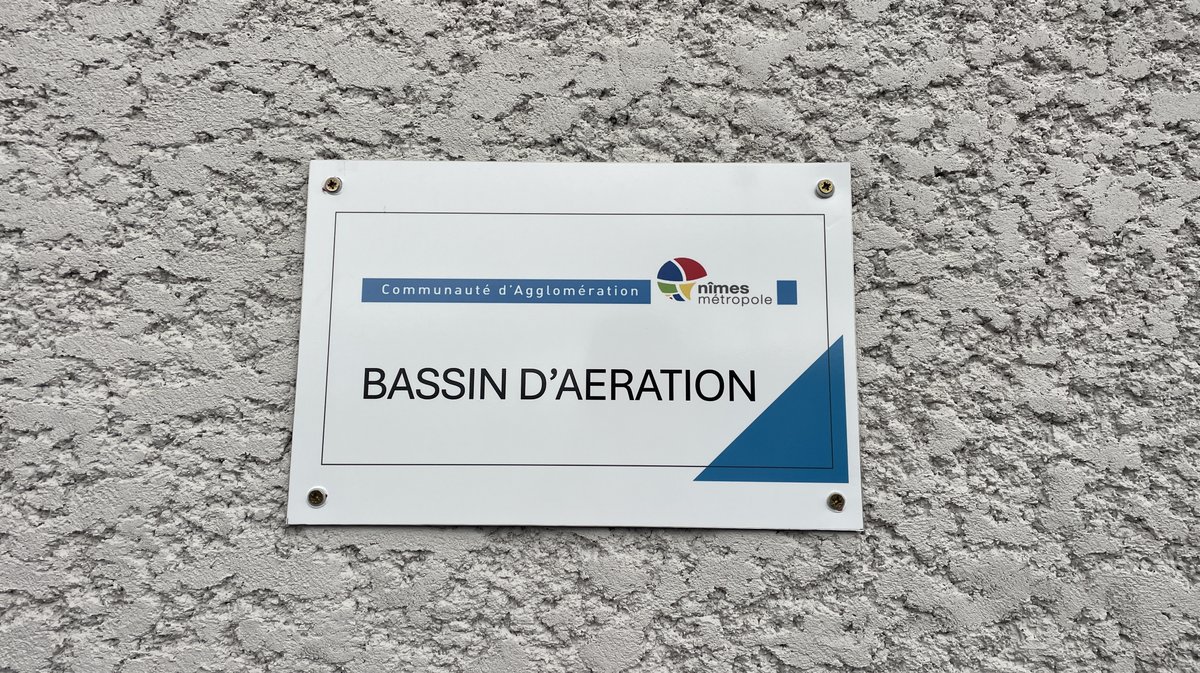 Communauté d'Agglomération
nîmes
métropole
BASSIN D'AERATION